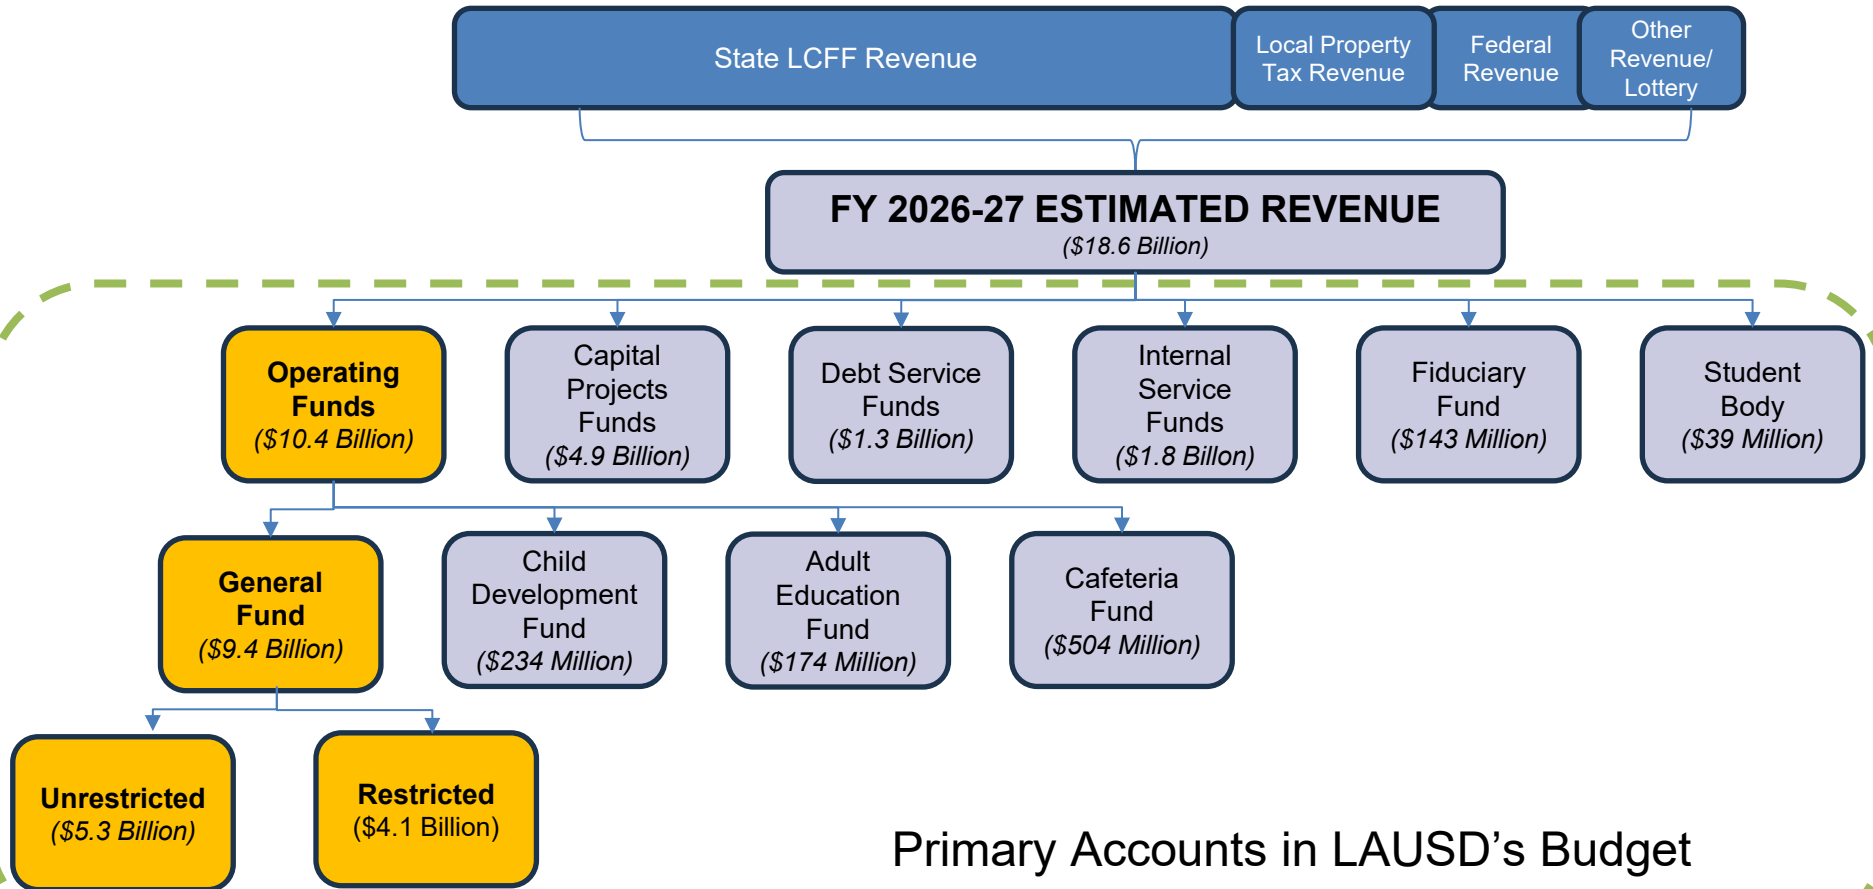 State LCFF Revenue
Local Property
Tax Revenue
Federal
Revenue
Other
Revenue/
Lottery
FY 2026-27 ESTIMATED REVENUE
($18.6 Billion)
Operating
Funds
($10.4 Billion)
Capital
Projects
Funds
($4.9 Billion)
Debt Service
Funds
($1.3 Billion)
Internal
Service
Funds
($1.8 Billon)
Fiduciary
Fund
($143 Million)
Student
Body
($39 Million)
General
Fund
($9.4 Billion)
Child
Development
Fund
($234 Million)
Adult
Education
Fund
($174 Million)
Cafeteria
Fund
($504 Million)
Unrestricted
($5.3 Billion)
Restricted
($4.1 Billion)
Primary Accounts in LAUSD’s Budget